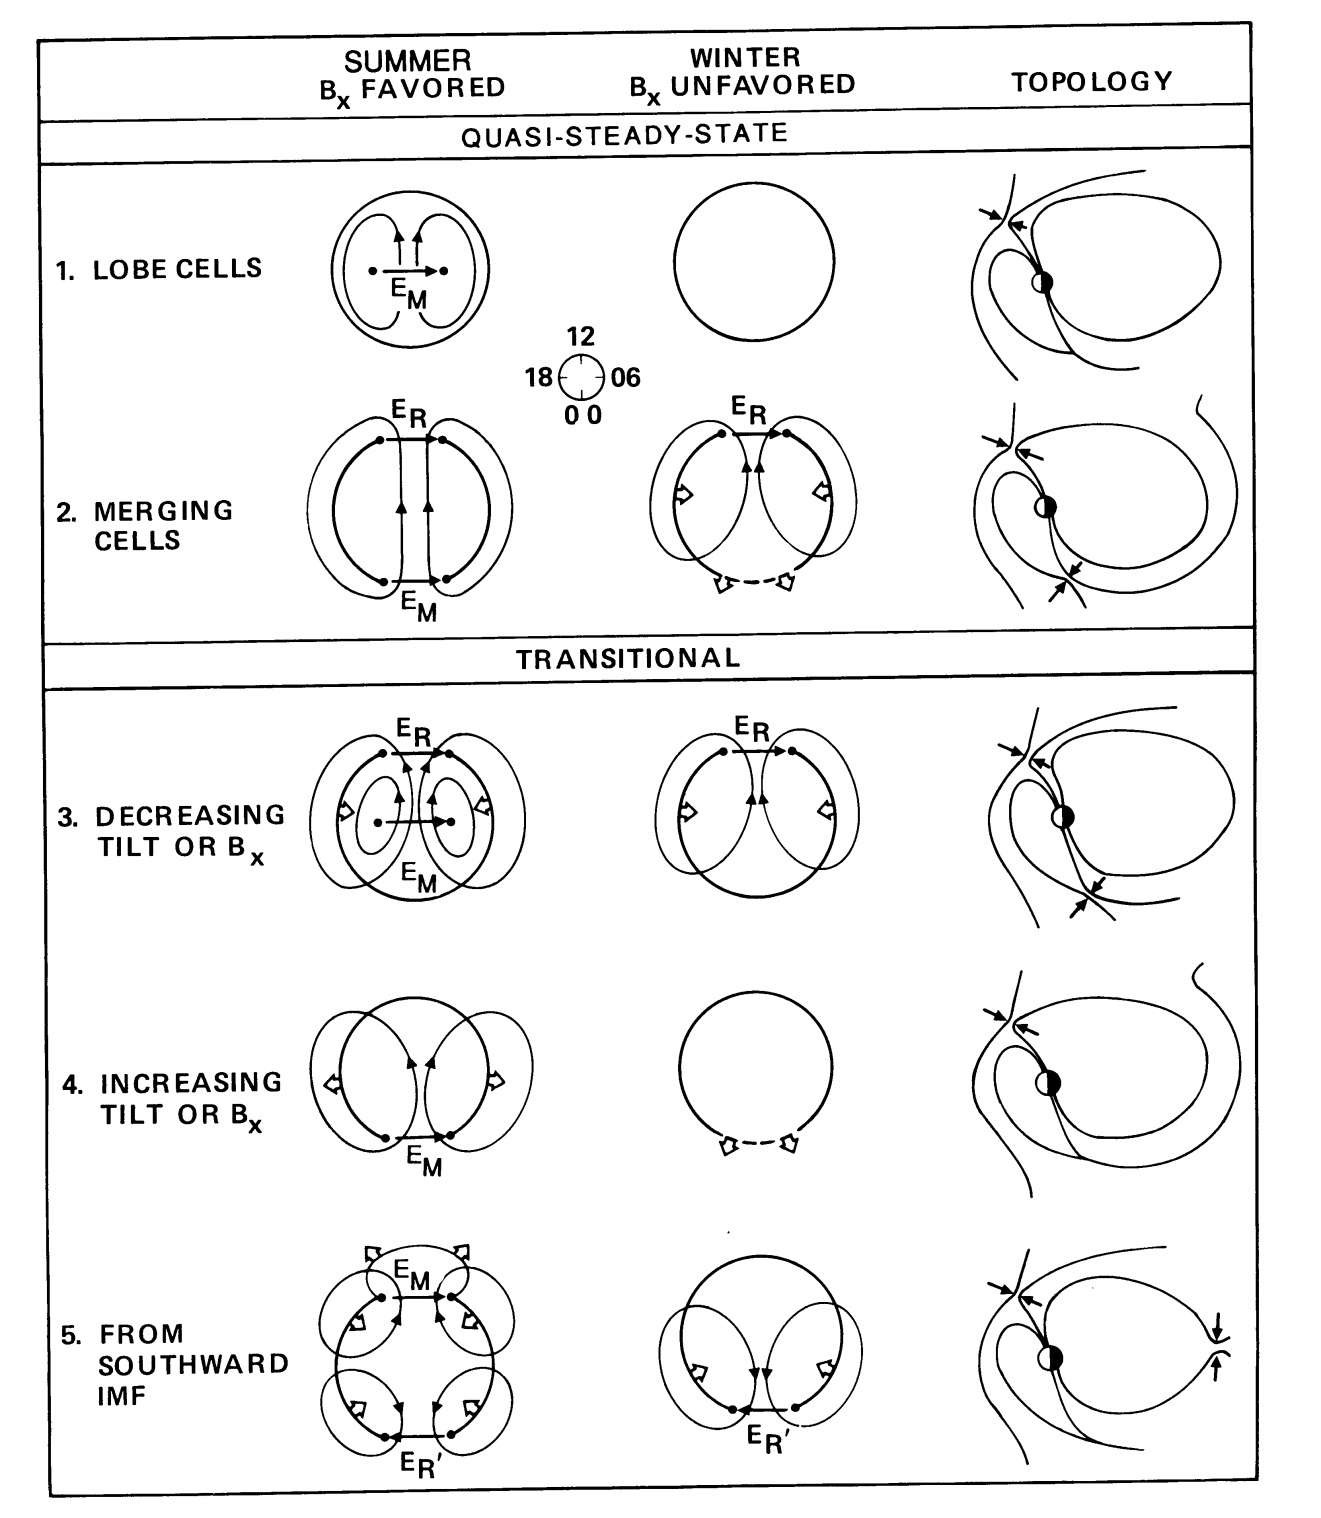 SUMMER
Bx FAVORED
WINTER
Bx UNFAVORED
TOPOLOGY
QUASI-STEADY-STATE
1. LOBE CELLS
EM
12
18
06
00
2. MERGING
CELLS
ER
EM
ER
TRANSITIONAL
3. DECREASING
TILT OR Bx
ER
EM
ER
4. INCREASING
TILT OR Bx
EM
5. FROM
SOUTHWARD
IMF
EM
ER'
ER'